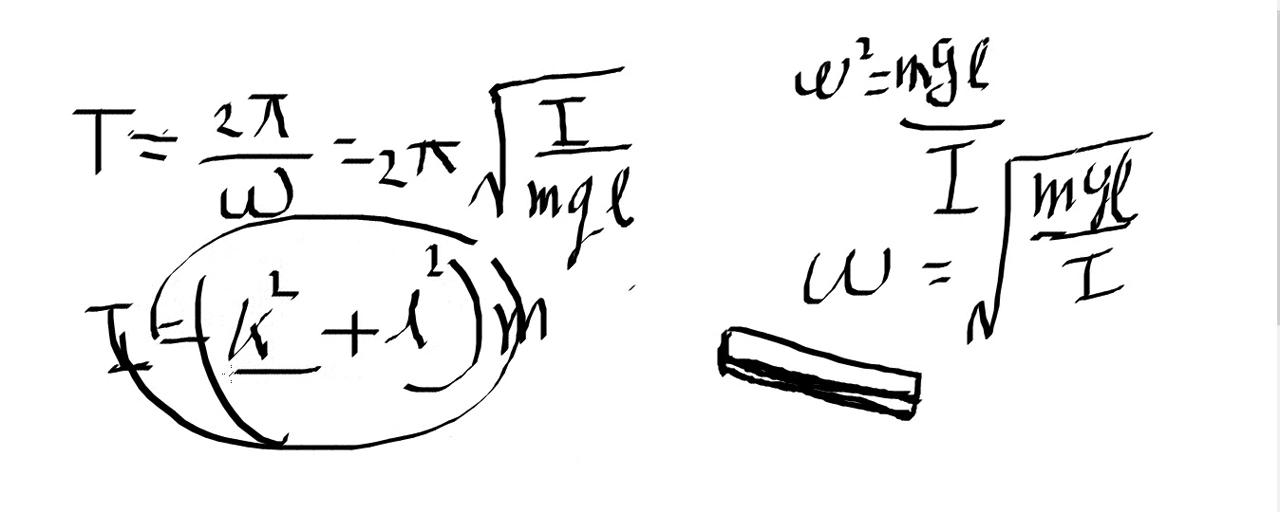 T = 2π/ω = 2π √(I/mgl)
I = (k² + l²) m
ω² = mgl/I
ω = √(mgl/I)